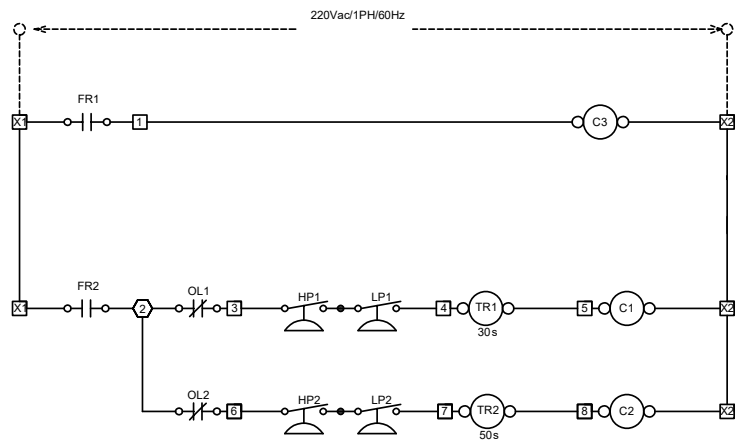 220Vac/1PH/60Hz
FR1
X1
1
C3
X2
FR2
OL1
HP1
LP1
X1
2
3
4
TR1
5
C1
X2
30s
OL2
HP2
LP2
6
7
TR2
8
C2
X2
50s